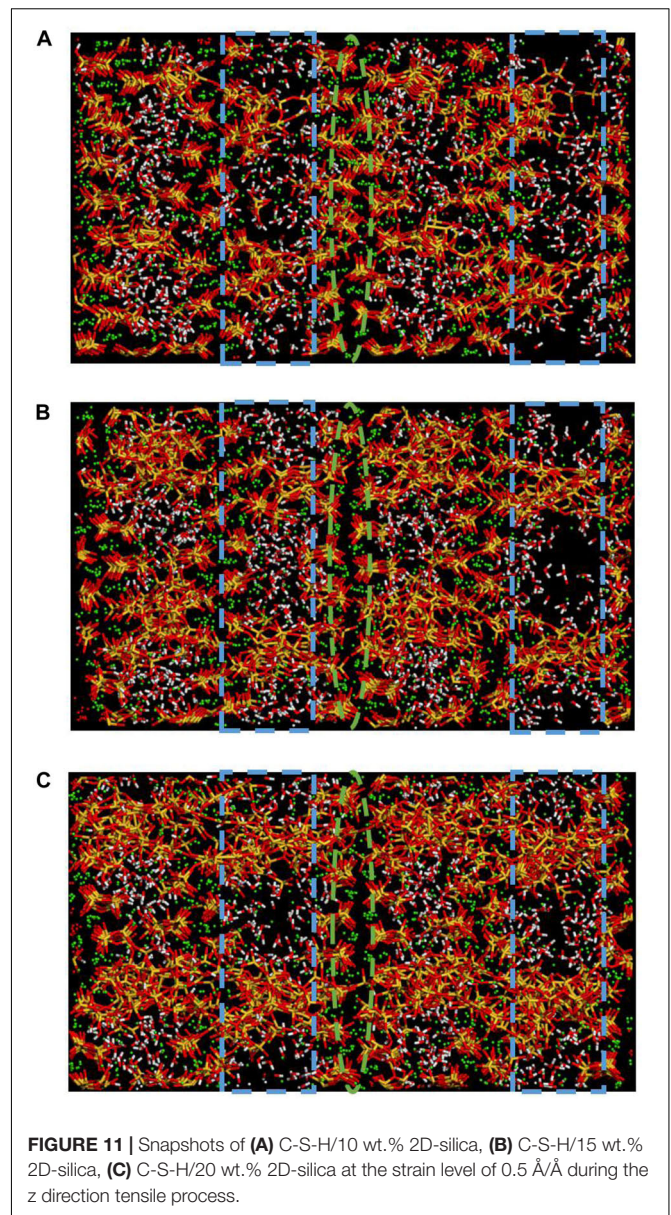 A
B
C
FIGURE 11 | Snapshots of (A) C-S-H/10 wt.% 2D-silica, (B) C-S-H/15 wt.%
2D-silica, (C) C-S-H/20 wt.% 2D-silica at the strain level of 0.5 Å/Å during the
z direction tensile process.